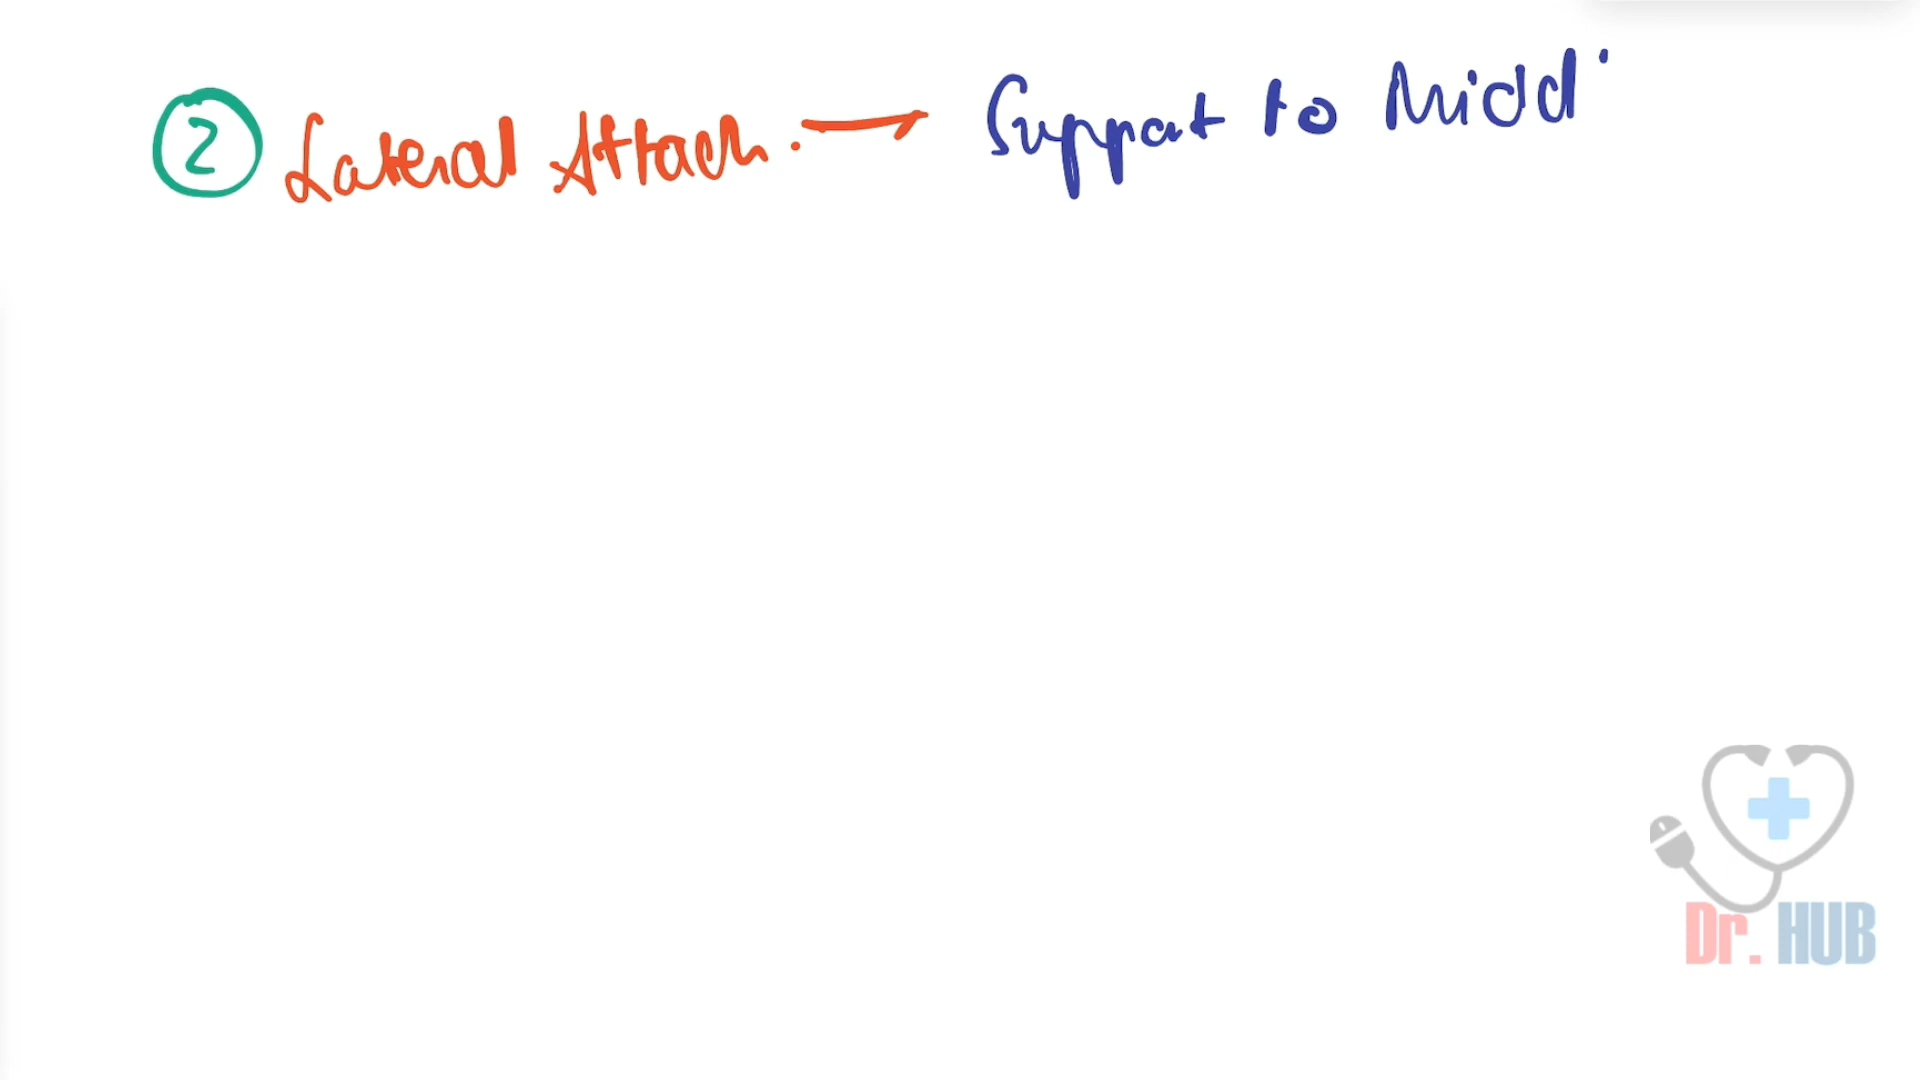 2 Lateral Attach. → Support to Midd
Dr. HUB